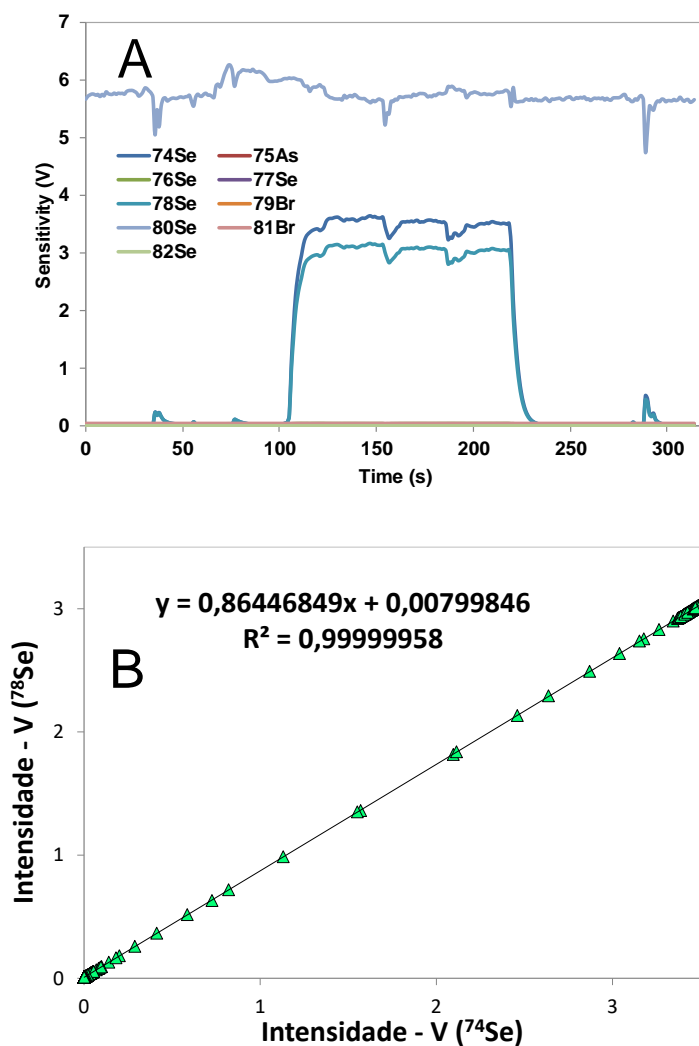 7
6
5
4
3
2
1
0
Sensitivity (V)
A
74Se 75As
76Se 77Se
78Se 79Br
80Se 81Br
82Se
0 50 100 150 200 250 300
Time (s)
3
2
1
0
Intensidade - V (⁷⁸Se)
y = 0,86446849x + 0,00799846
R² = 0,99999958
B
0 1 2 3
Intensidade - V (⁷⁴Se)